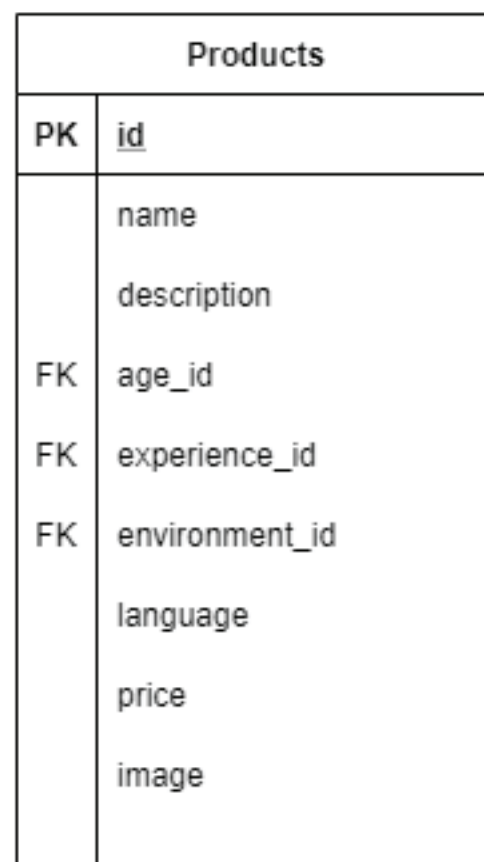 Products
PK id
name
description
FK age_id
FK experience_id
FK environment_id
language
price
image